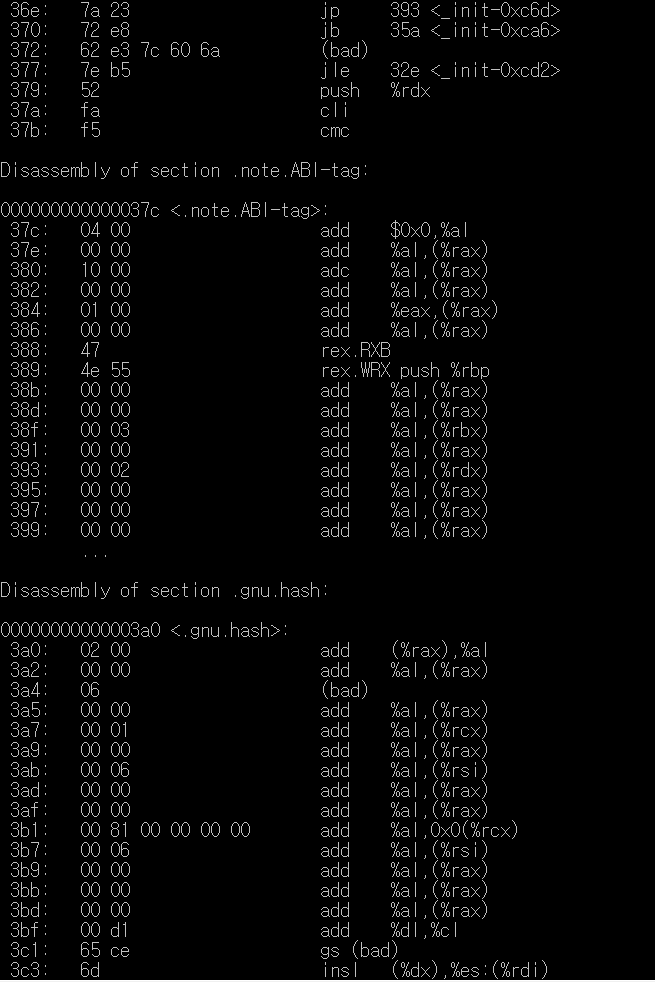 36e: 7a 23 jp 393 <_init-0xc6d>
370: 72 e8 jb 35a <_init-0xca6>
372: 62 e3 7c 60 6a (bad)
377: 7e b5 jle 32e <_init-0xcd2>
379: 52 push %rdx
37a: fa cli
37b: f5 cmc
Disassembly of section .note.ABI-tag:
000000000000037c <.note.ABI-tag>:
37c: 04 00 add $0x0,%al
37e: 00 00 add %al,(%rax)
380: 10 00 adc %al,(%rax)
382: 00 00 add %al,(%rax)
384: 01 00 add %eax,(%rax)
386: 00 00 add %al,(%rax)
388: 47 rex.RXB
389: 4e 55 rex.WRX push %rbp
38b: 00 00 add %al,(%rax)
38d: 00 00 add %al,(%rax)
38f: 00 03 add %al,(%rbx)
391: 00 00 add %al,(%rax)
393: 00 02 add %al,(%rdx)
395: 00 00 add %al,(%rax)
397: 00 00 add %al,(%rax)
399: 00 00 add %al,(%rax)
...
Disassembly of section .gnu.hash:
00000000000003a0 <.gnu.hash>:
3a0: 02 00 add (%rax),%al
3a2: 00 00 add %al,(%rax)
3a4: 06 (bad)
3a5: 00 00 add %al,(%rax)
3a7: 00 01 add %al,(%rcx)
3a9: 00 00 add %al,(%rax)
3ab: 00 06 add %al,(%rsi)
3ad: 00 00 add %al,(%rax)
3af: 00 00 add %al,(%rax)
3b1: 00 81 00 00 00 00 add %al,0x0(%rcx)
3b7: 00 06 add %al,(%rsi)
3b9: 00 00 add %al,(%rax)
3bb: 00 00 add %al,(%rax)
3bd: 00 00 add %al,(%rax)
3bf: 00 d1 add %dl,%cl
3c1: 65 ce gs (bad)
3c3: 6d insl (%dx),%es:(%rdi)